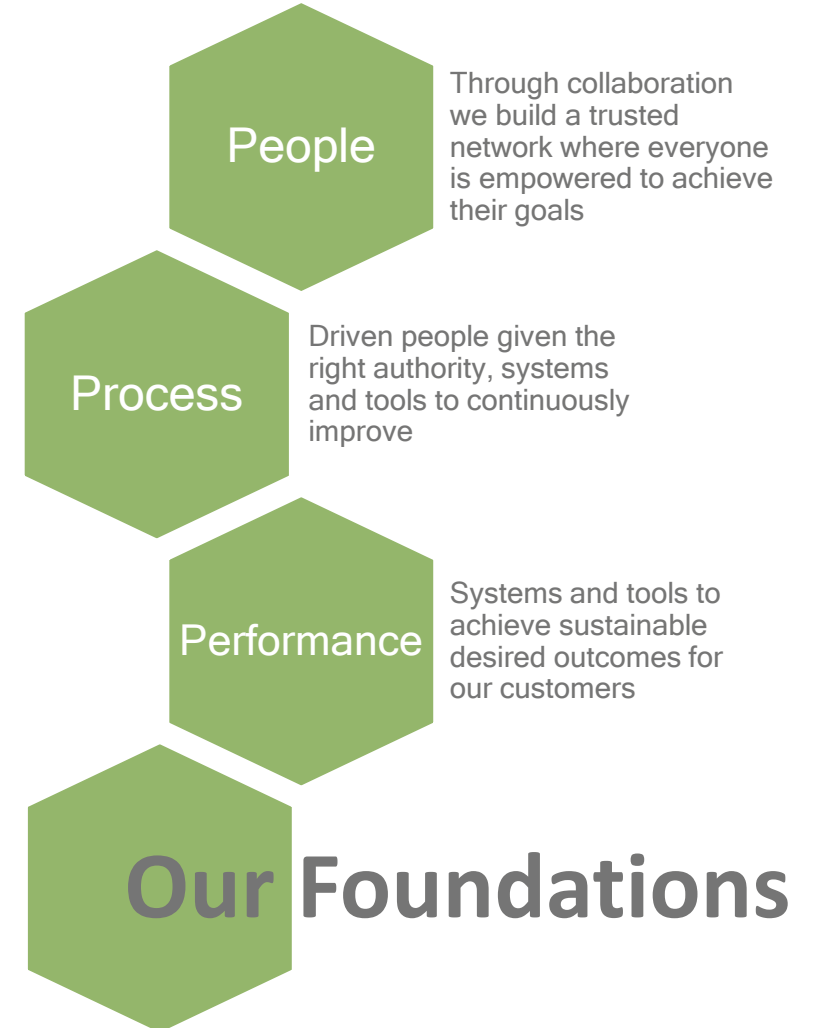 People
Through collaboration
we build a trusted
network where everyone
is empowered to achieve
their goals
Process
Driven people given the
right authority, systems
and tools to continuously
improve
Performance
Systems and tools to
achieve sustainable
desired outcomes for
our customers
Our Foundations